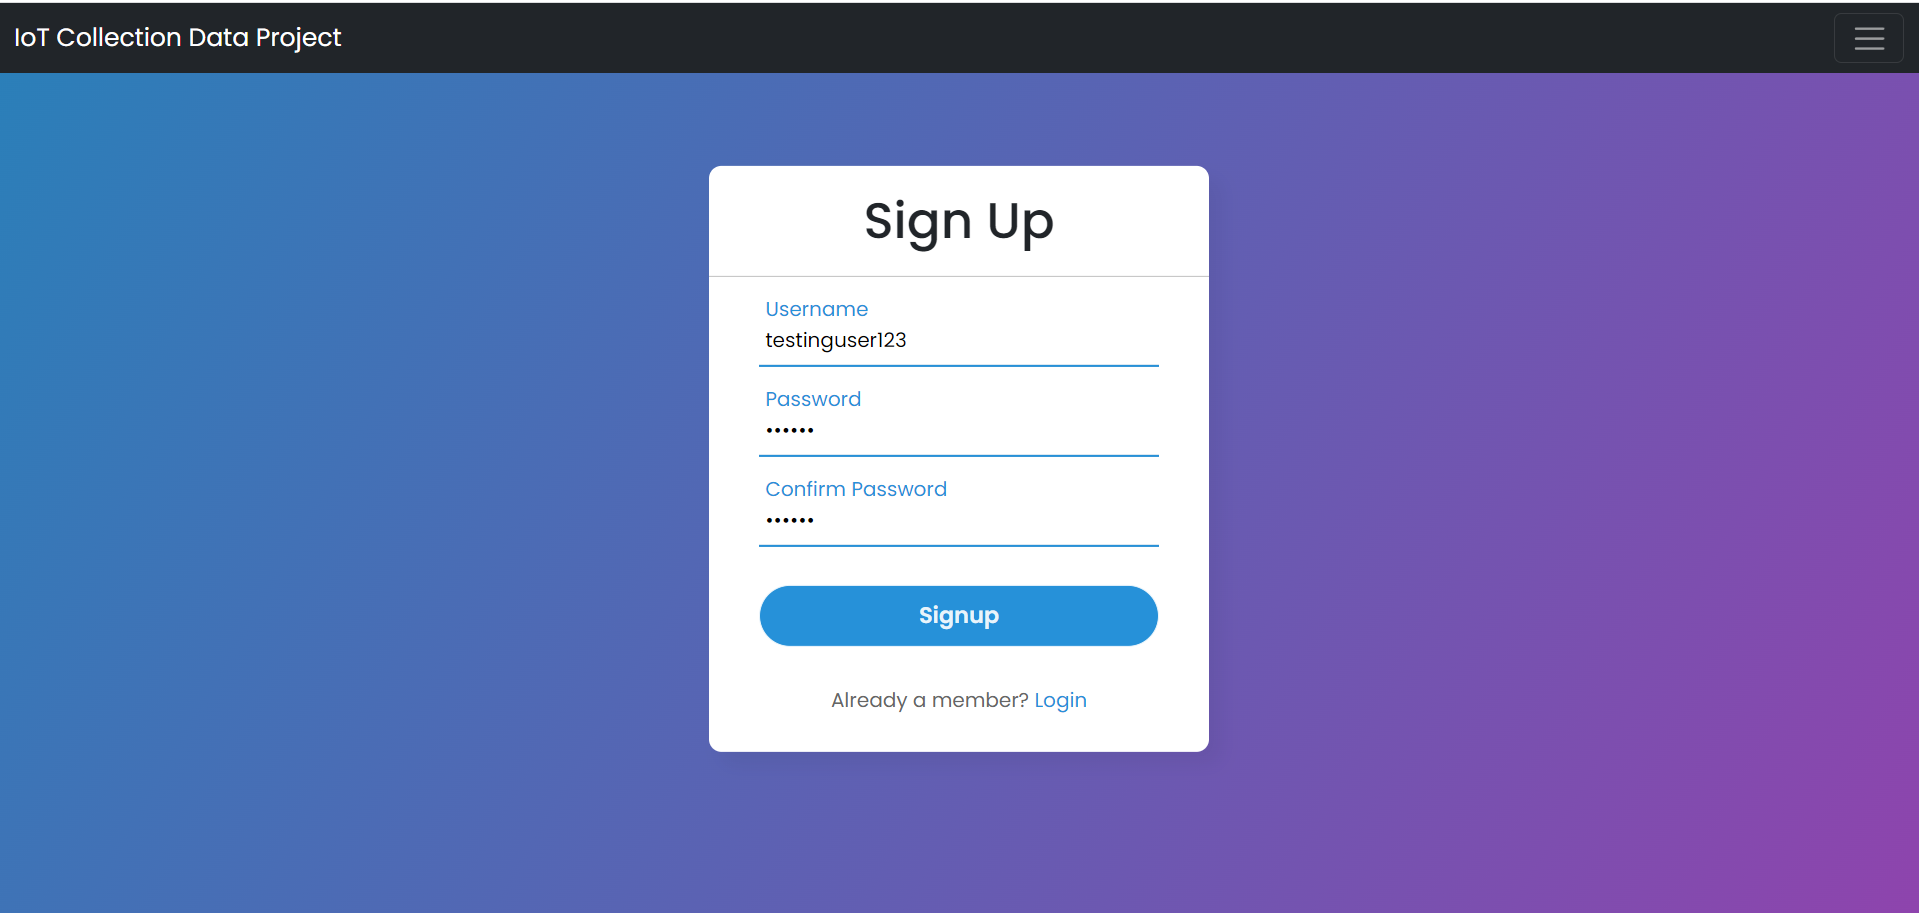 IoT Collection Data Project
Sign Up
Username
testinguser123
Password
••••••
Confirm Password
••••••
Signup
Already a member? Login